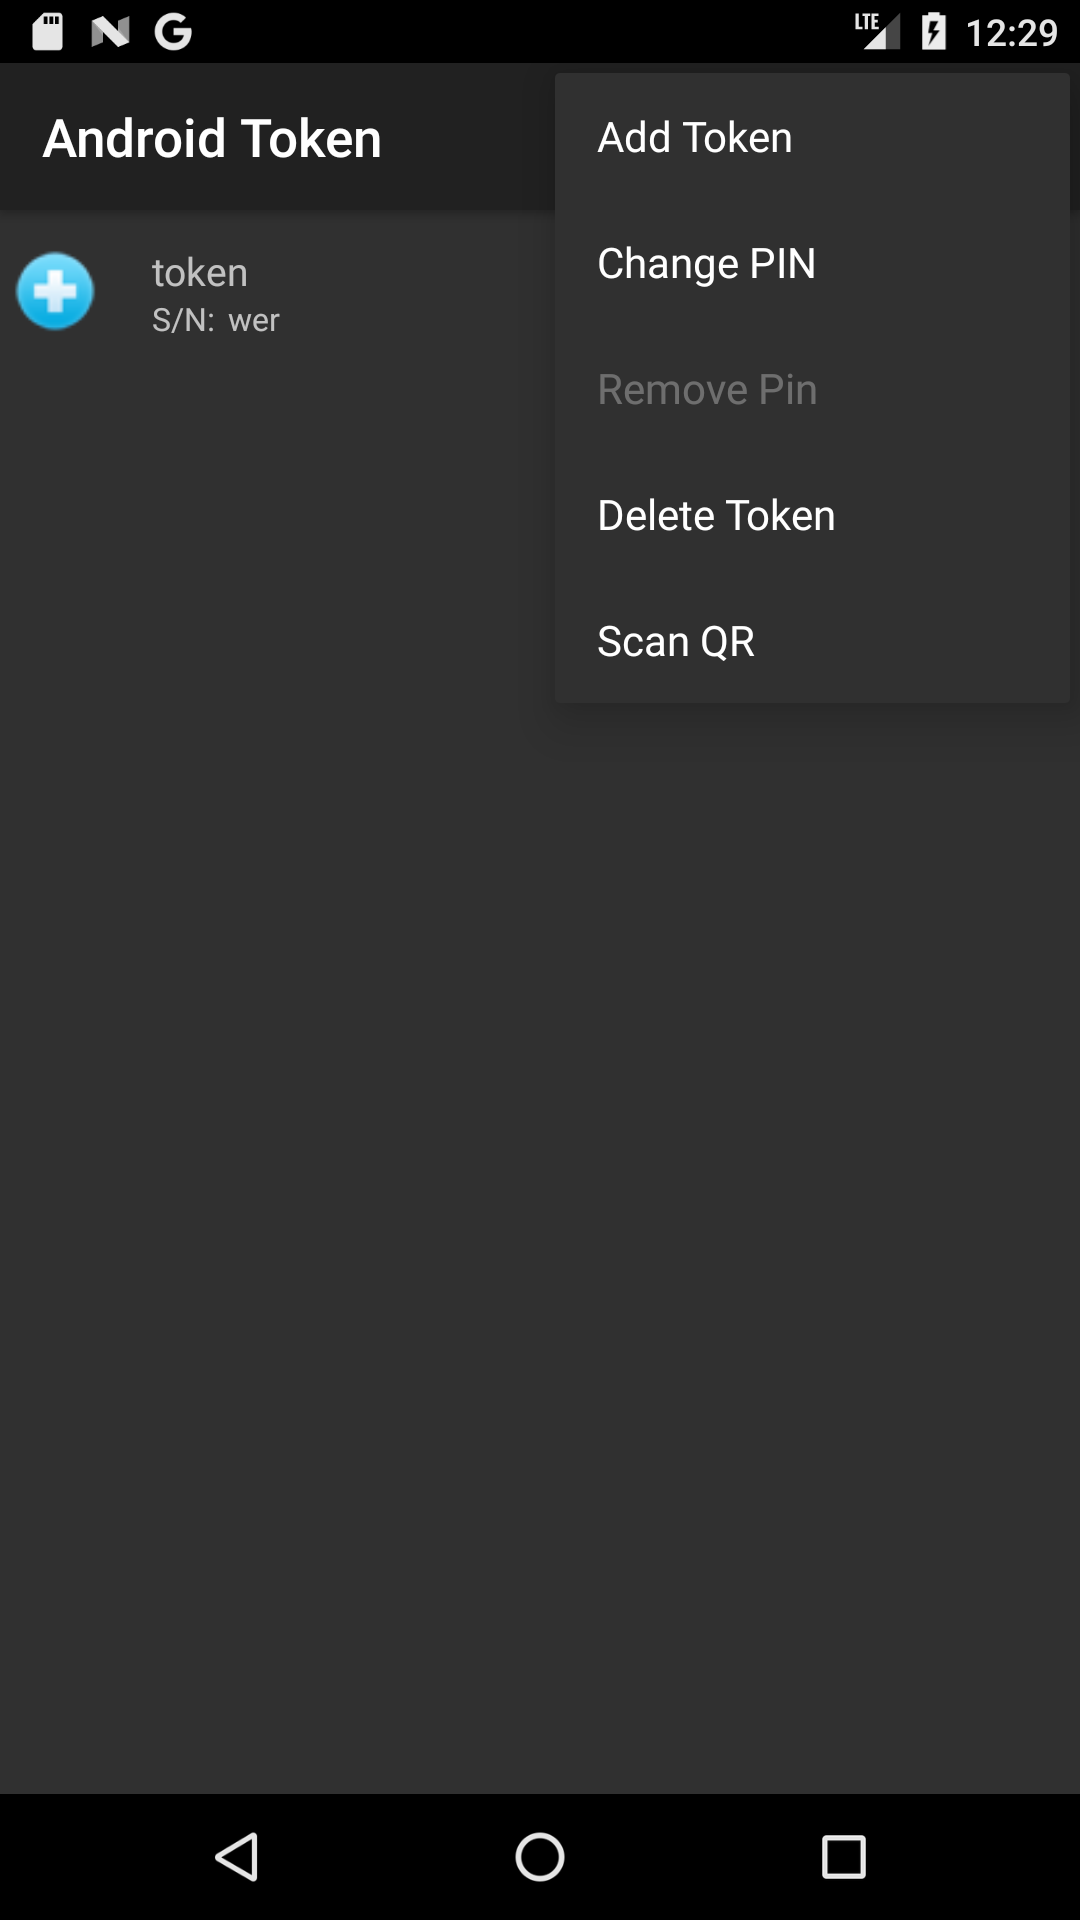 LTE 12:29
Android Token
Add Token
Change PIN
Remove Pin
Delete Token
Scan QR
token
S/N: wer